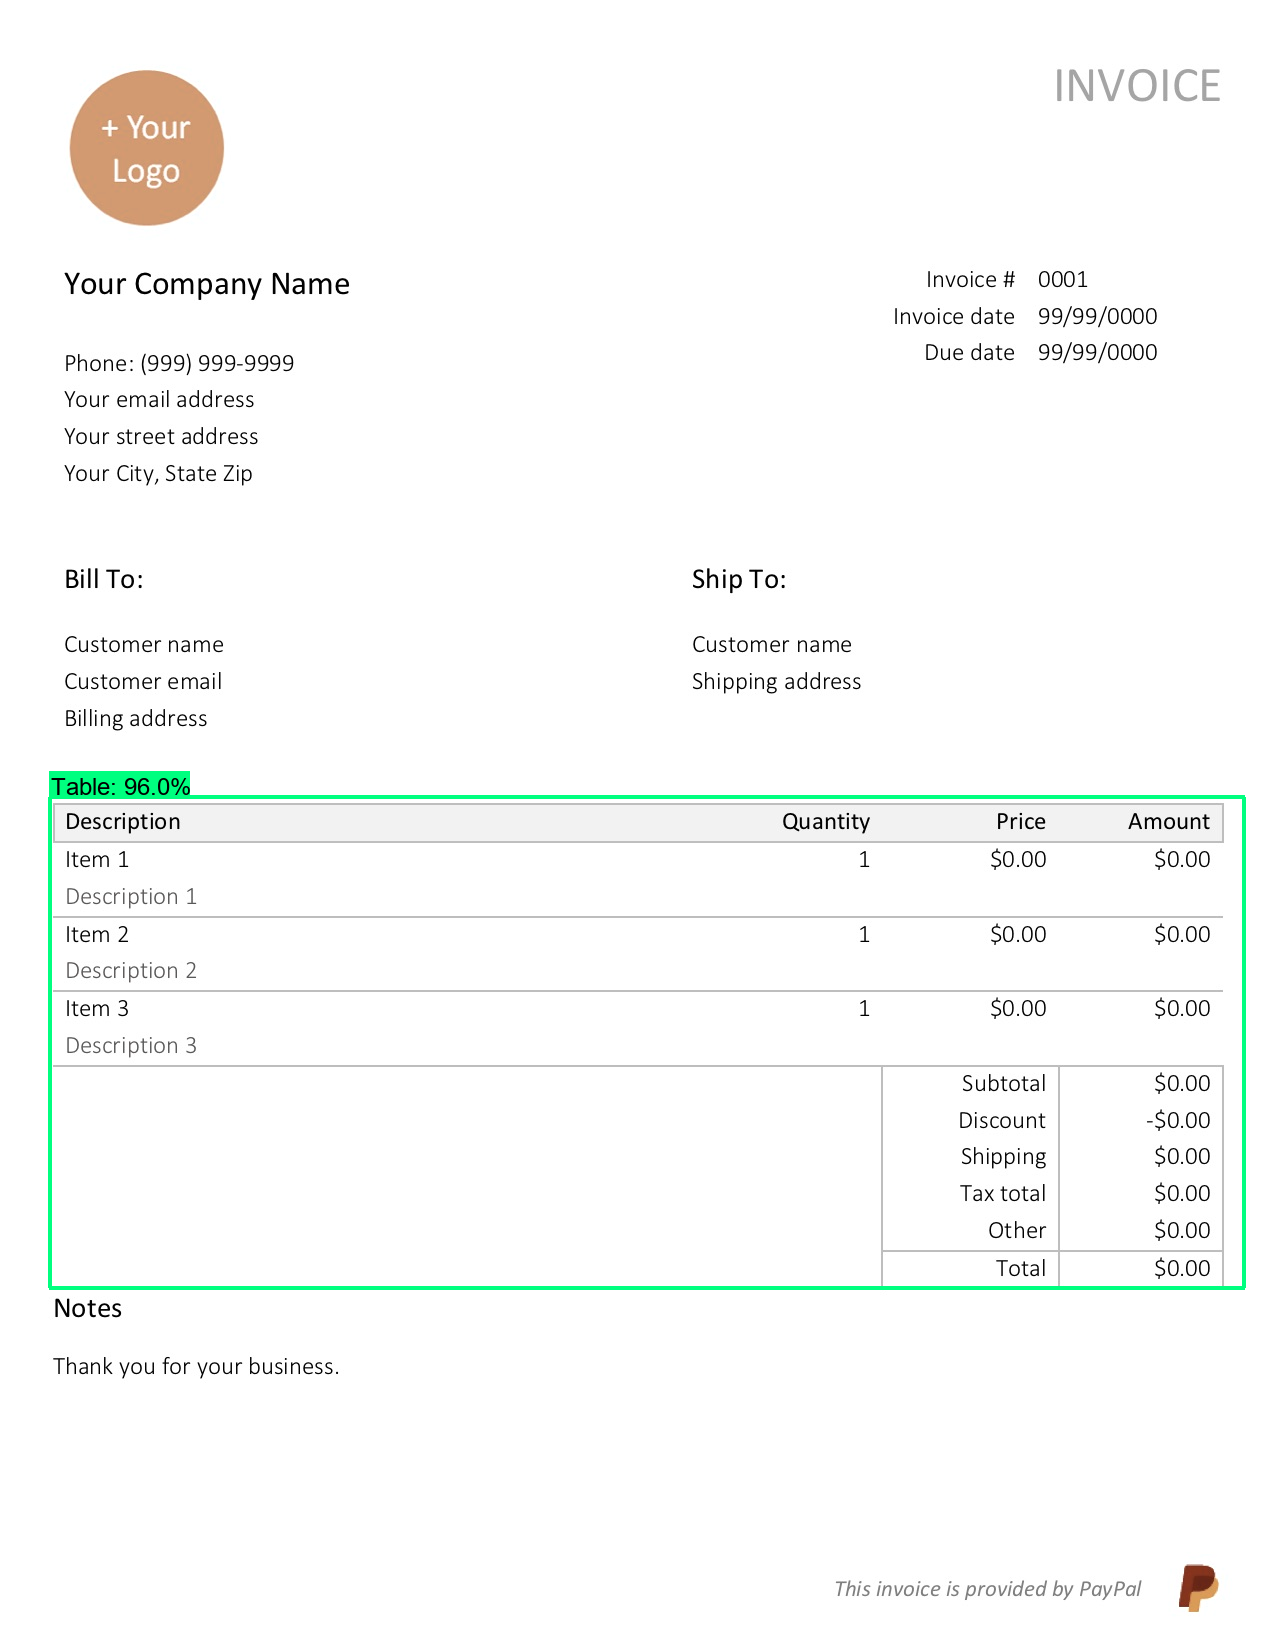 INVOICE
+ Your
Logo
Your Company Name
Invoice # 0001
Invoice date 99/99/0000
Due date 99/99/0000
Phone: (999) 999-9999
Your email address
Your street address
Your City, State Zip
Bill To:
Customer name
Customer email
Billing address
Ship To:
Customer name
Shipping address
Table: 96.0%
Description Quantity Price Amount
Item 1 1 $0.00 $0.00
Description 1
Item 2 1 $0.00 $0.00
Description 2
Item 3 1 $0.00 $0.00
Description 3
Subtotal $0.00
Discount -$0.00
Shipping $0.00
Tax total $0.00
Other $0.00
Total $0.00
Notes
Thank you for your business.
This invoice is provided by PayPal